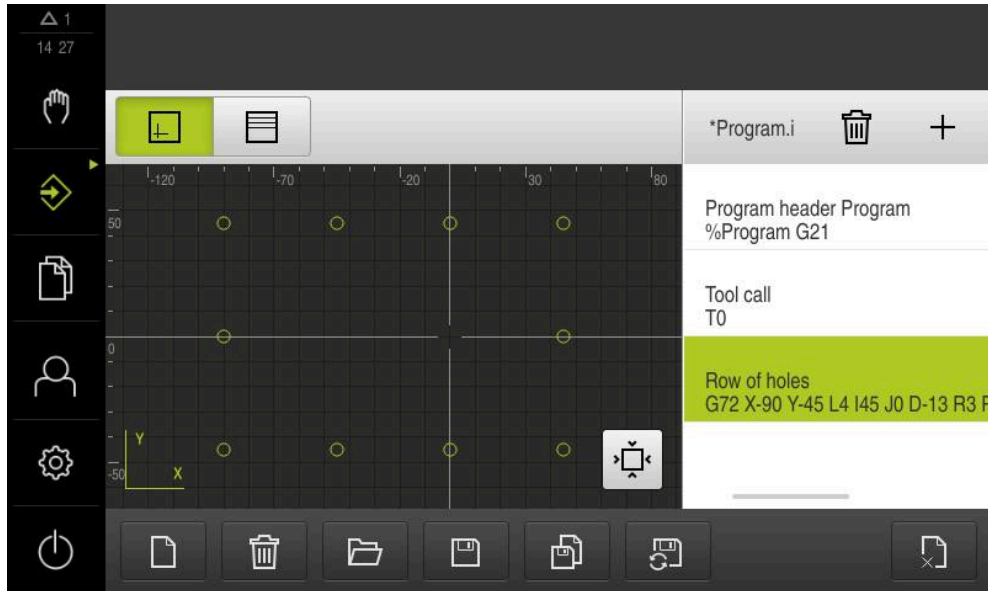 1
14 27
*Program.i
-120
-70
-20
30
80
50
0
-50
Y
X
Program header Program
%Program G21
Tool call
T0
Row of holes
G72 X-90 Y-45 L4 I45 J0 D-13 R3